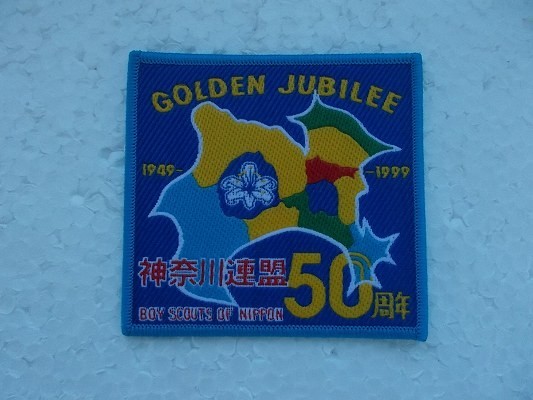 GOLDEN JUBILEE
1949- -1999
神奈川連盟 50周年
BOY SCOUTS OF NIPPON